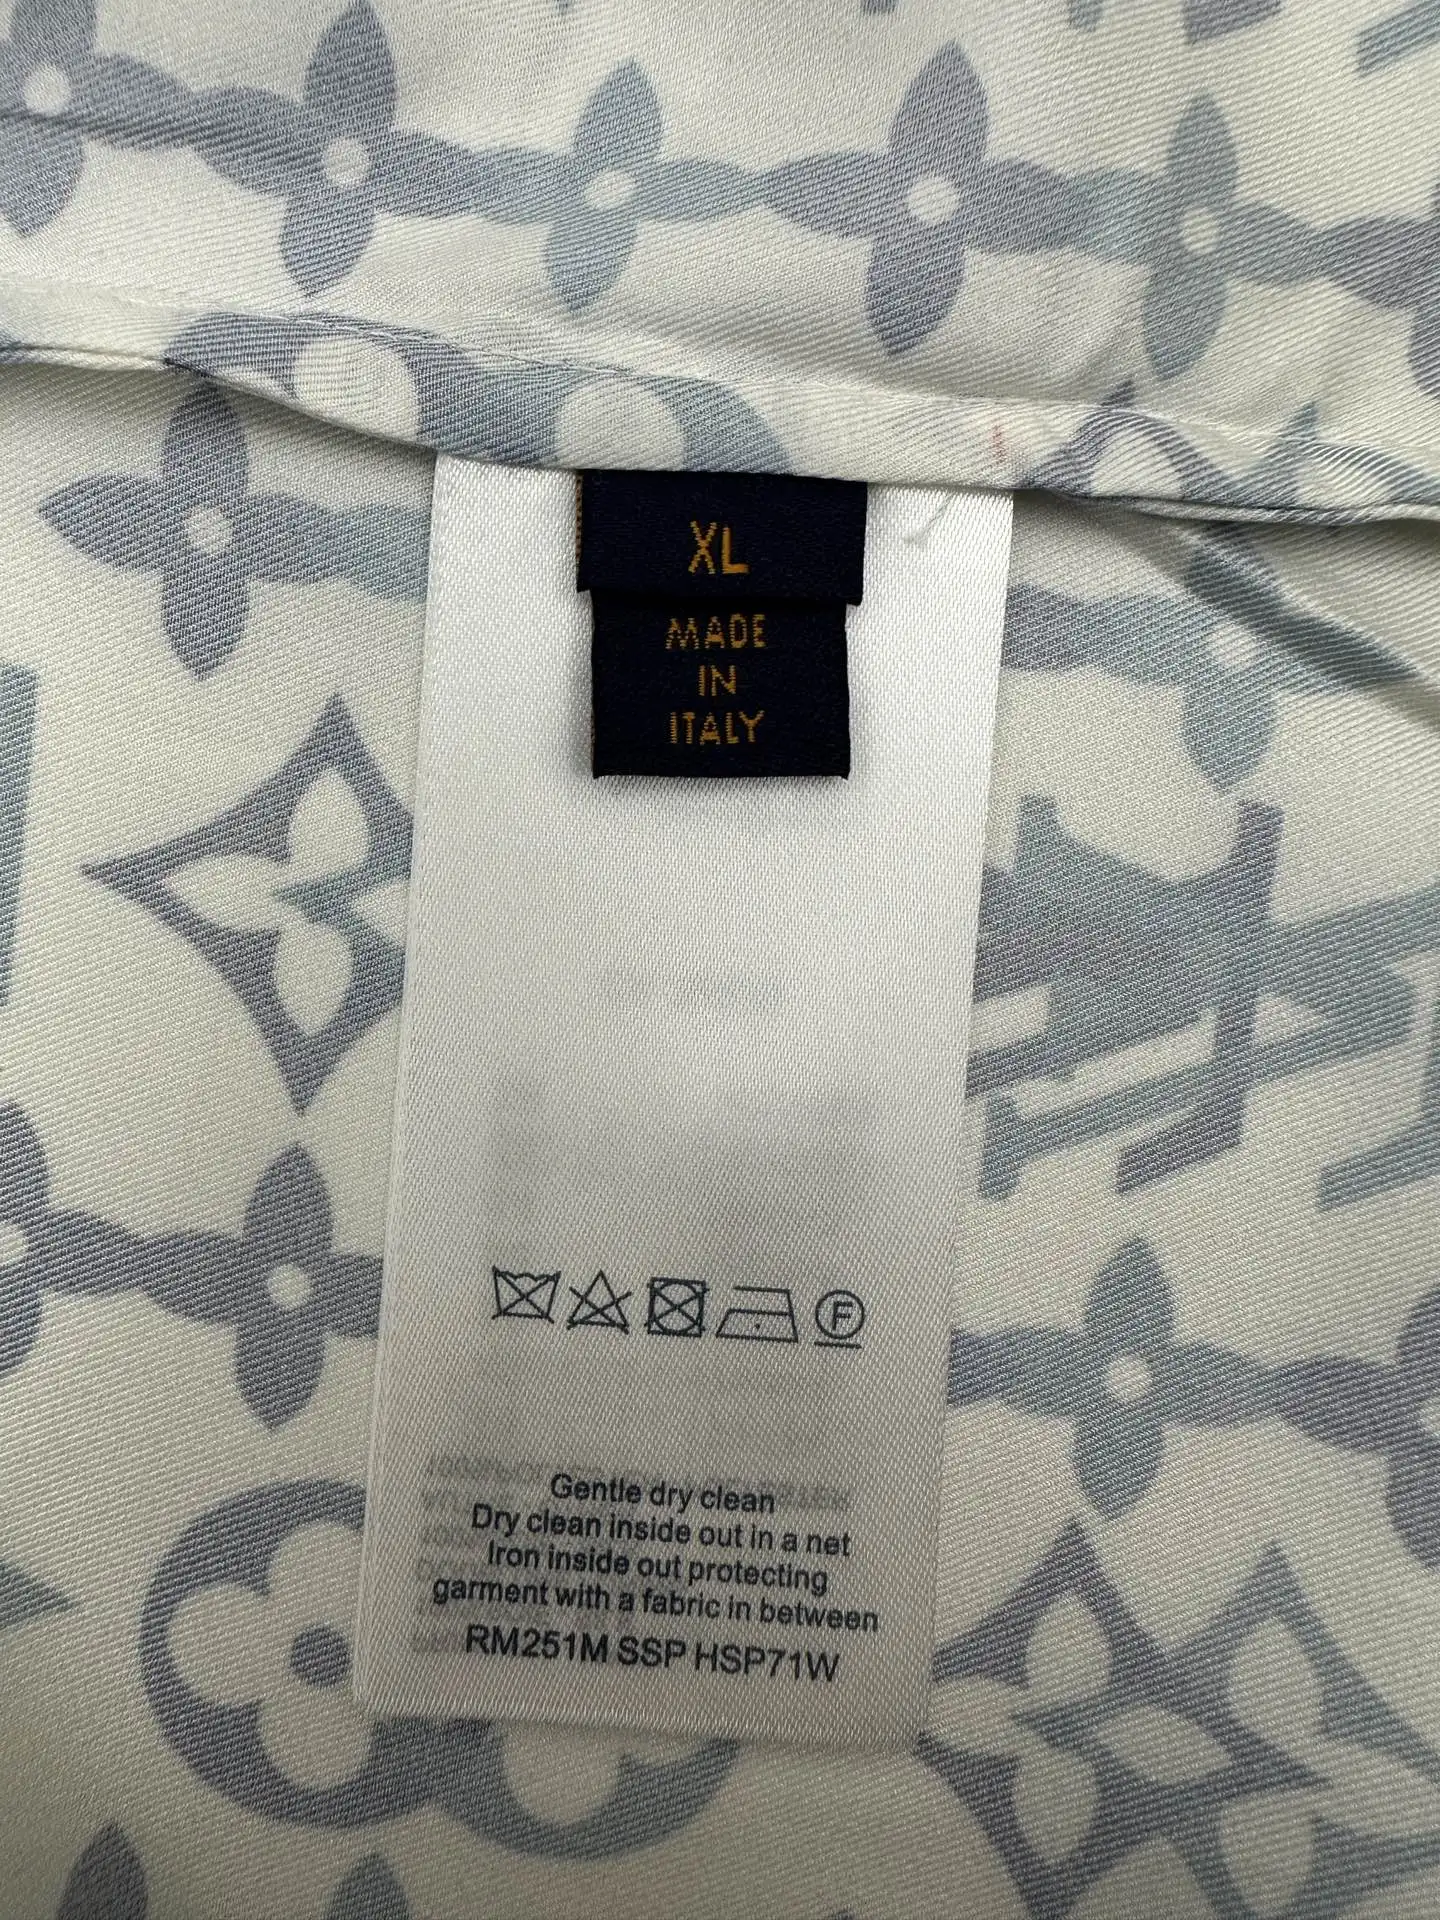 XL
MADE
IN
ITALY
F
Gentle dry clean
Dry clean inside out in a net
Iron inside out protecting
garment with a fabric in between
RM251M SSP HSP71W